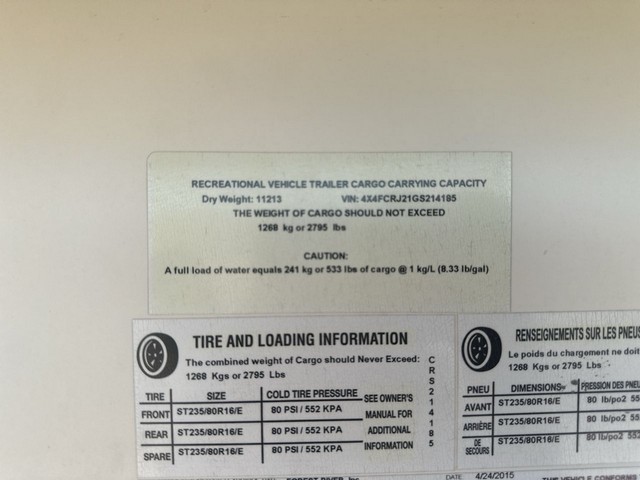 RECREATIONAL VEHICLE TRAILER CARGO CARRYING CAPACITY
Dry Weight: 11213 VIN: 4X4FCRJ21GS214185
THE WEIGHT OF CARGO SHOULD NOT EXCEED
1268 kg or 2795 lbs
CAUTION:
A full load of water equals 241 kg or 533 lbs of cargo @ 1 kg/L (8.33 lb/gal)
TIRE AND LOADING INFORMATION
The combined weight of Cargo should Never Exceed:
1268 Kgs or 2795 Lbs
TIRE SIZE COLD TIRE PRESSURE
FRONT ST235/80R16/E 80 PSI / 552 KPA
REAR ST235/80R16/E 80 PSI / 552 KPA
SPARE ST235/80R16/E 80 PSI / 552 KPA
SEE OWNER'S
MANUAL FOR
ADDITIONAL
INFORMATION
CRS214185
RENSEIGNEMENTS SUR LES PNEUS
Le poids du chargement ne doit
1268 Kgs or 2795 Lbs
PNEU DIMENSIONS PRESSION DES PNEU
AVANT ST235/80R16/E 80 lb/po2 552
ARRIÈRE ST235/80R16/E 80 lb/po2 552
DE SECOURS ST235/80R16/E 80 lb/po2 552
FOREST RIVER, Inc. DATE: 4/24/2015 THIS VEHICLE CONFORMS